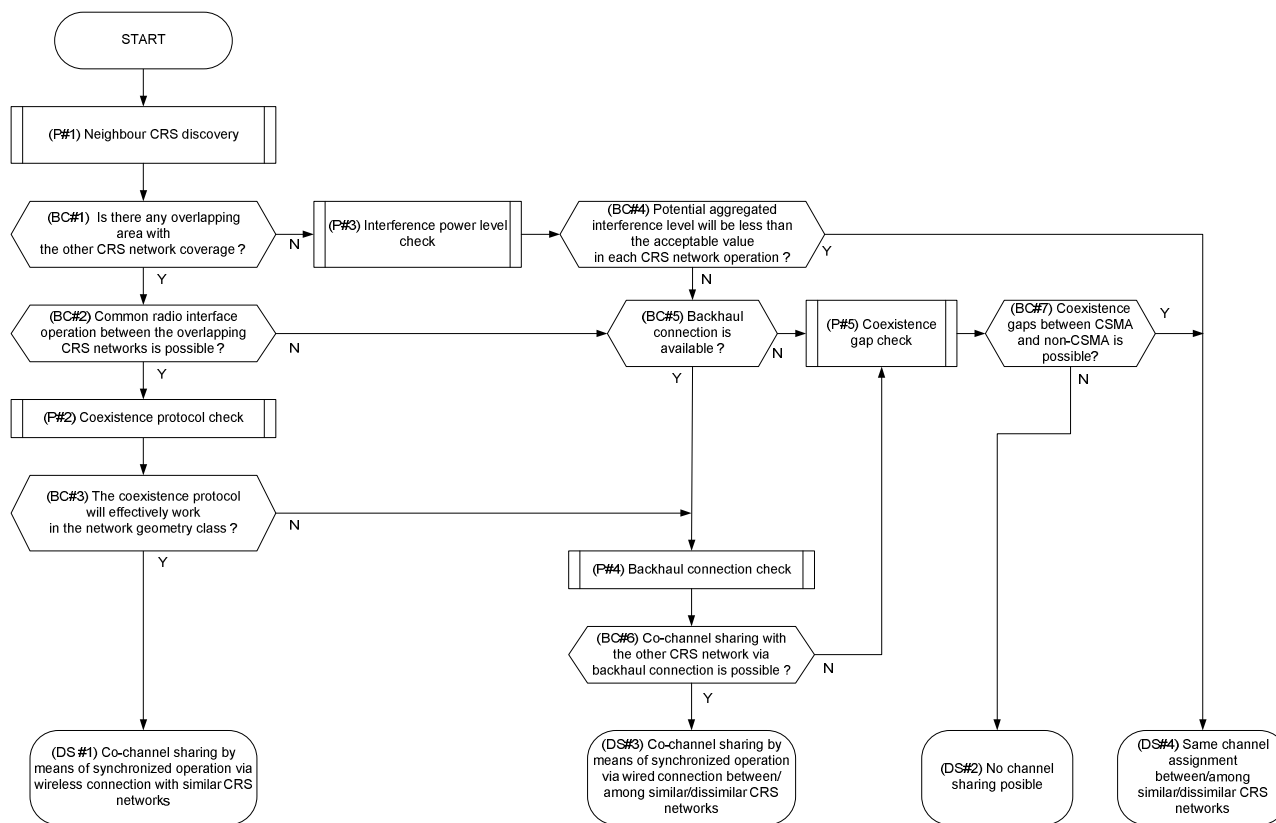 START
(P#1) Neighbour CRS discovery
(BC#1) Is there any overlapping
area with
the other CRS network coverage ?
N
Y
(P#3) Interference power level
check
(BC#4) Potential aggregated
interference level will be less than
the acceptable value
in each CRS network operation ?
Y
N
(BC#2) Common radio interface
operation between the overlapping
CRS networks is possible ?
N
Y
(BC#5) Backhaul
connection is
available ?
N
Y
(P#5) Coexistence
gap check
(BC#7) Coexistence
gaps between CSMA
and non-CSMA is
possible?
Y
N
(P#2) Coexistence protocol check
(BC#3) The coexistence protocol
will effectively work
in the network geometry class ?
N
Y
(P#4) Backhaul connection check
(BC#6) Co-channel sharing with
the other CRS network via
backhaul connection is possible ?
N
Y
(DS #1) Co-channel sharing by
means of synchronized operation via
wireless connection with similar CRS
networks
(DS#3) Co-channel sharing by
means of synchronized operation
via wired connection between/
among similar/dissimilar CRS
networks
(DS#2) No channel
sharing posible
(DS#4) Same channel
assignment
between/among
similar/dissimilar CRS
networks